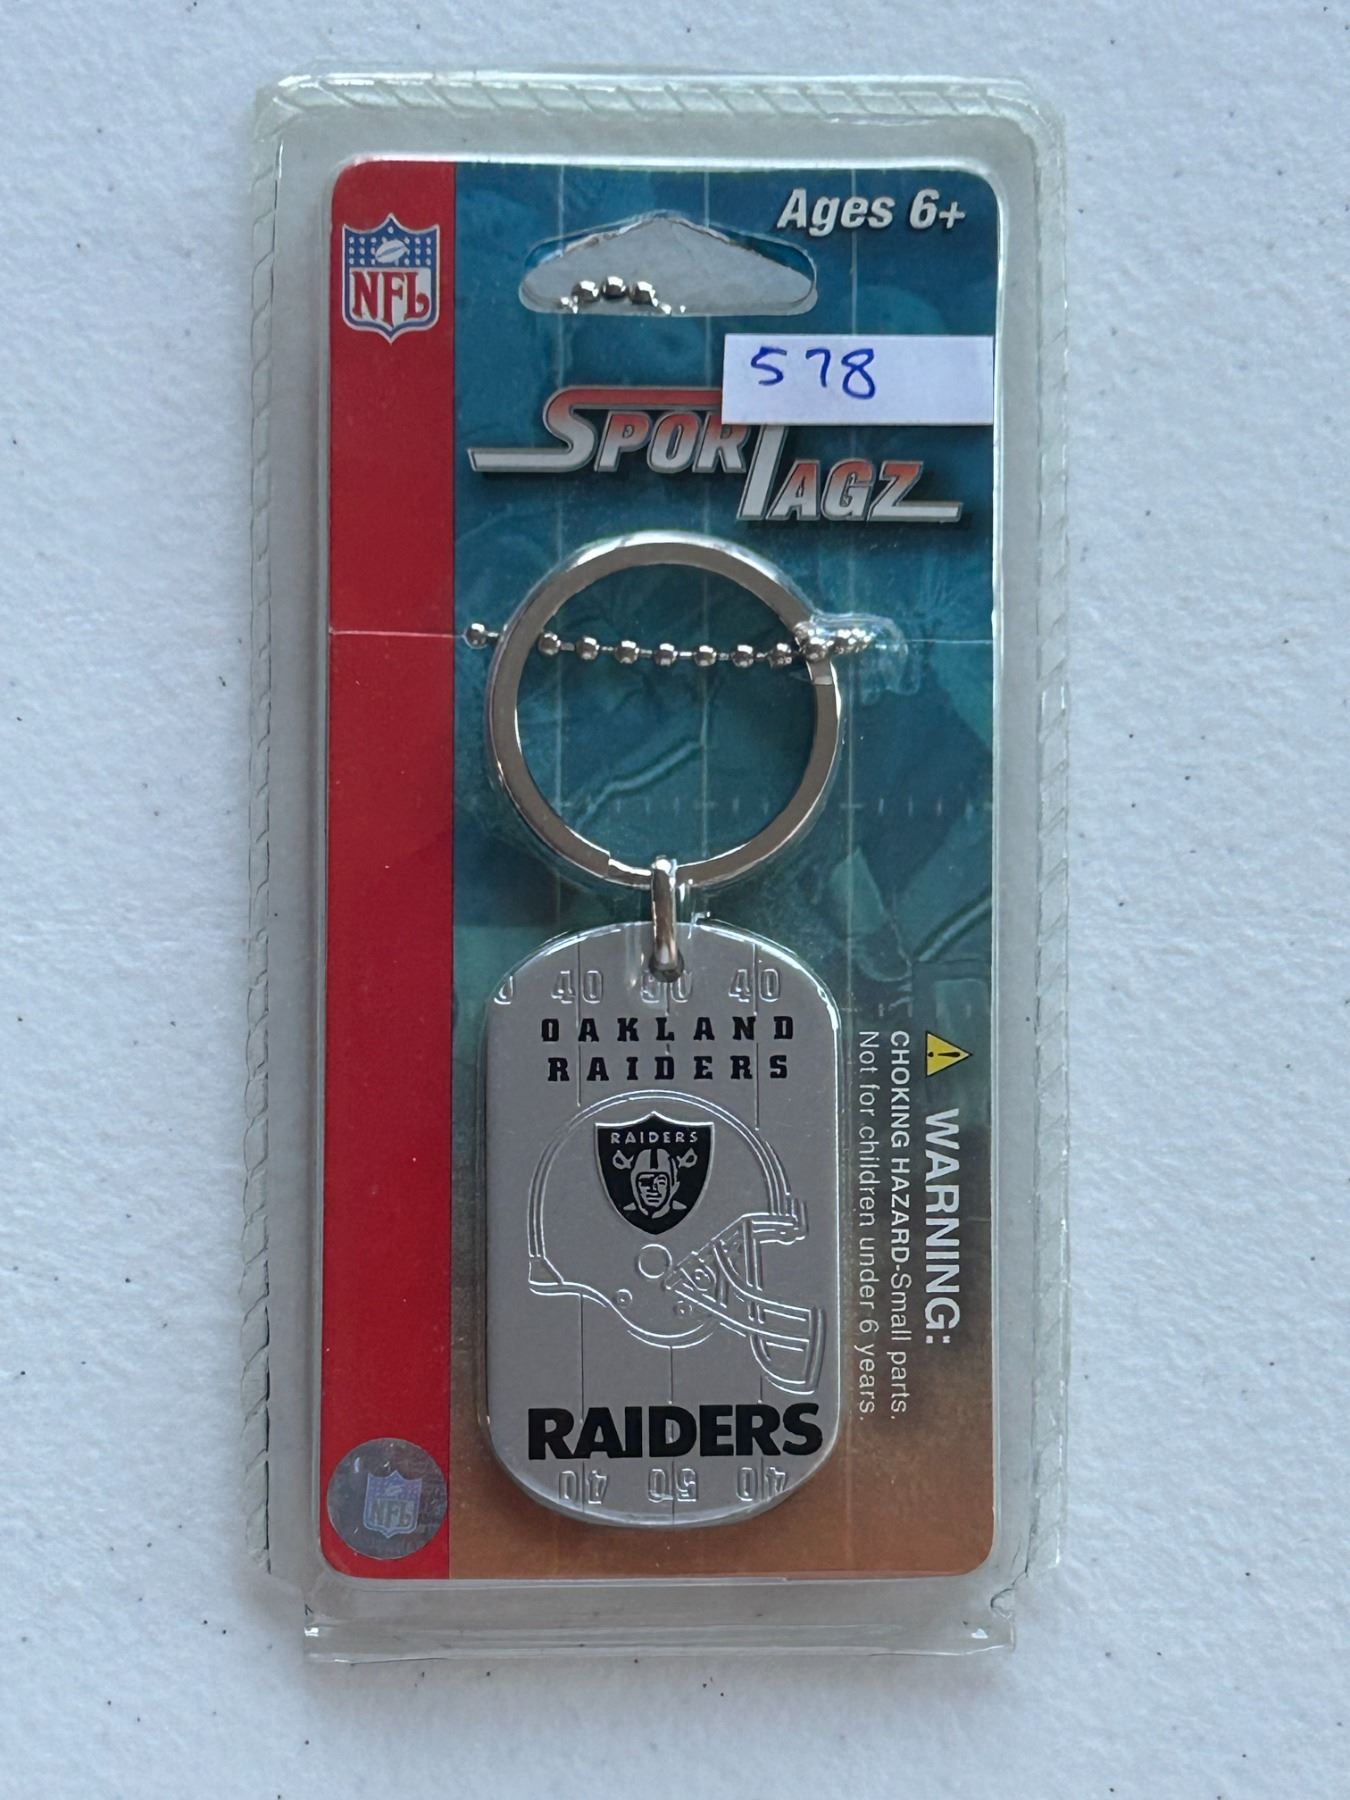 Ages 6+
NFL
578
SPORTAGZ
40 50 40
OAKLAND
RAIDERS
RAIDERS
RAIDERS
40 50 40
NFL
WARNING:
CHOKING HAZARD-Small parts.
Not for children under 6 years.